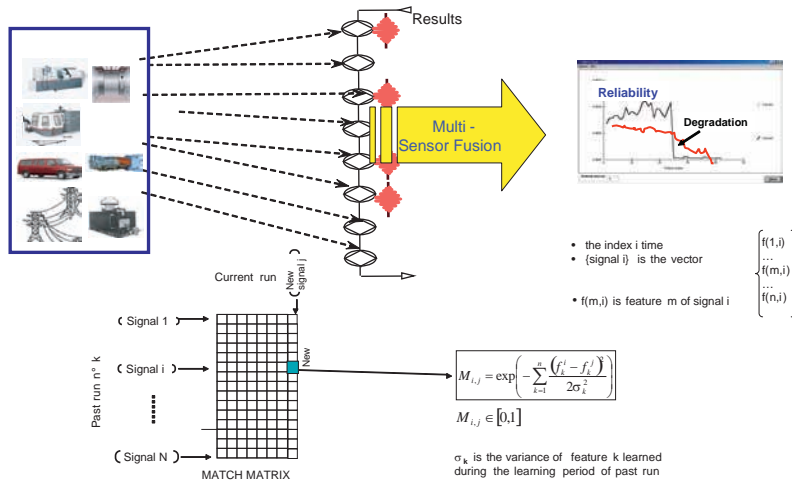 Results
Multi -
Sensor Fusion
Reliability
Degradation
• the index i time
• {signal i} is the vector
• f(m,i) is feature m of signal i
f(1,i)
...
f(m,i)
...
f(n,i)
Current run
New
signal j
Signal 1
Signal i
Signal N
Past run n° k
New
MATCH MATRIX
M_{i,j} = exp(-∑_{k=1}^{n} (f_k^i − f_k^j)^2 / 2σ_k^2)
M_{i,j} ∈ [0,1]
σ_k is the variance of feature k learned
during the learning period of past run